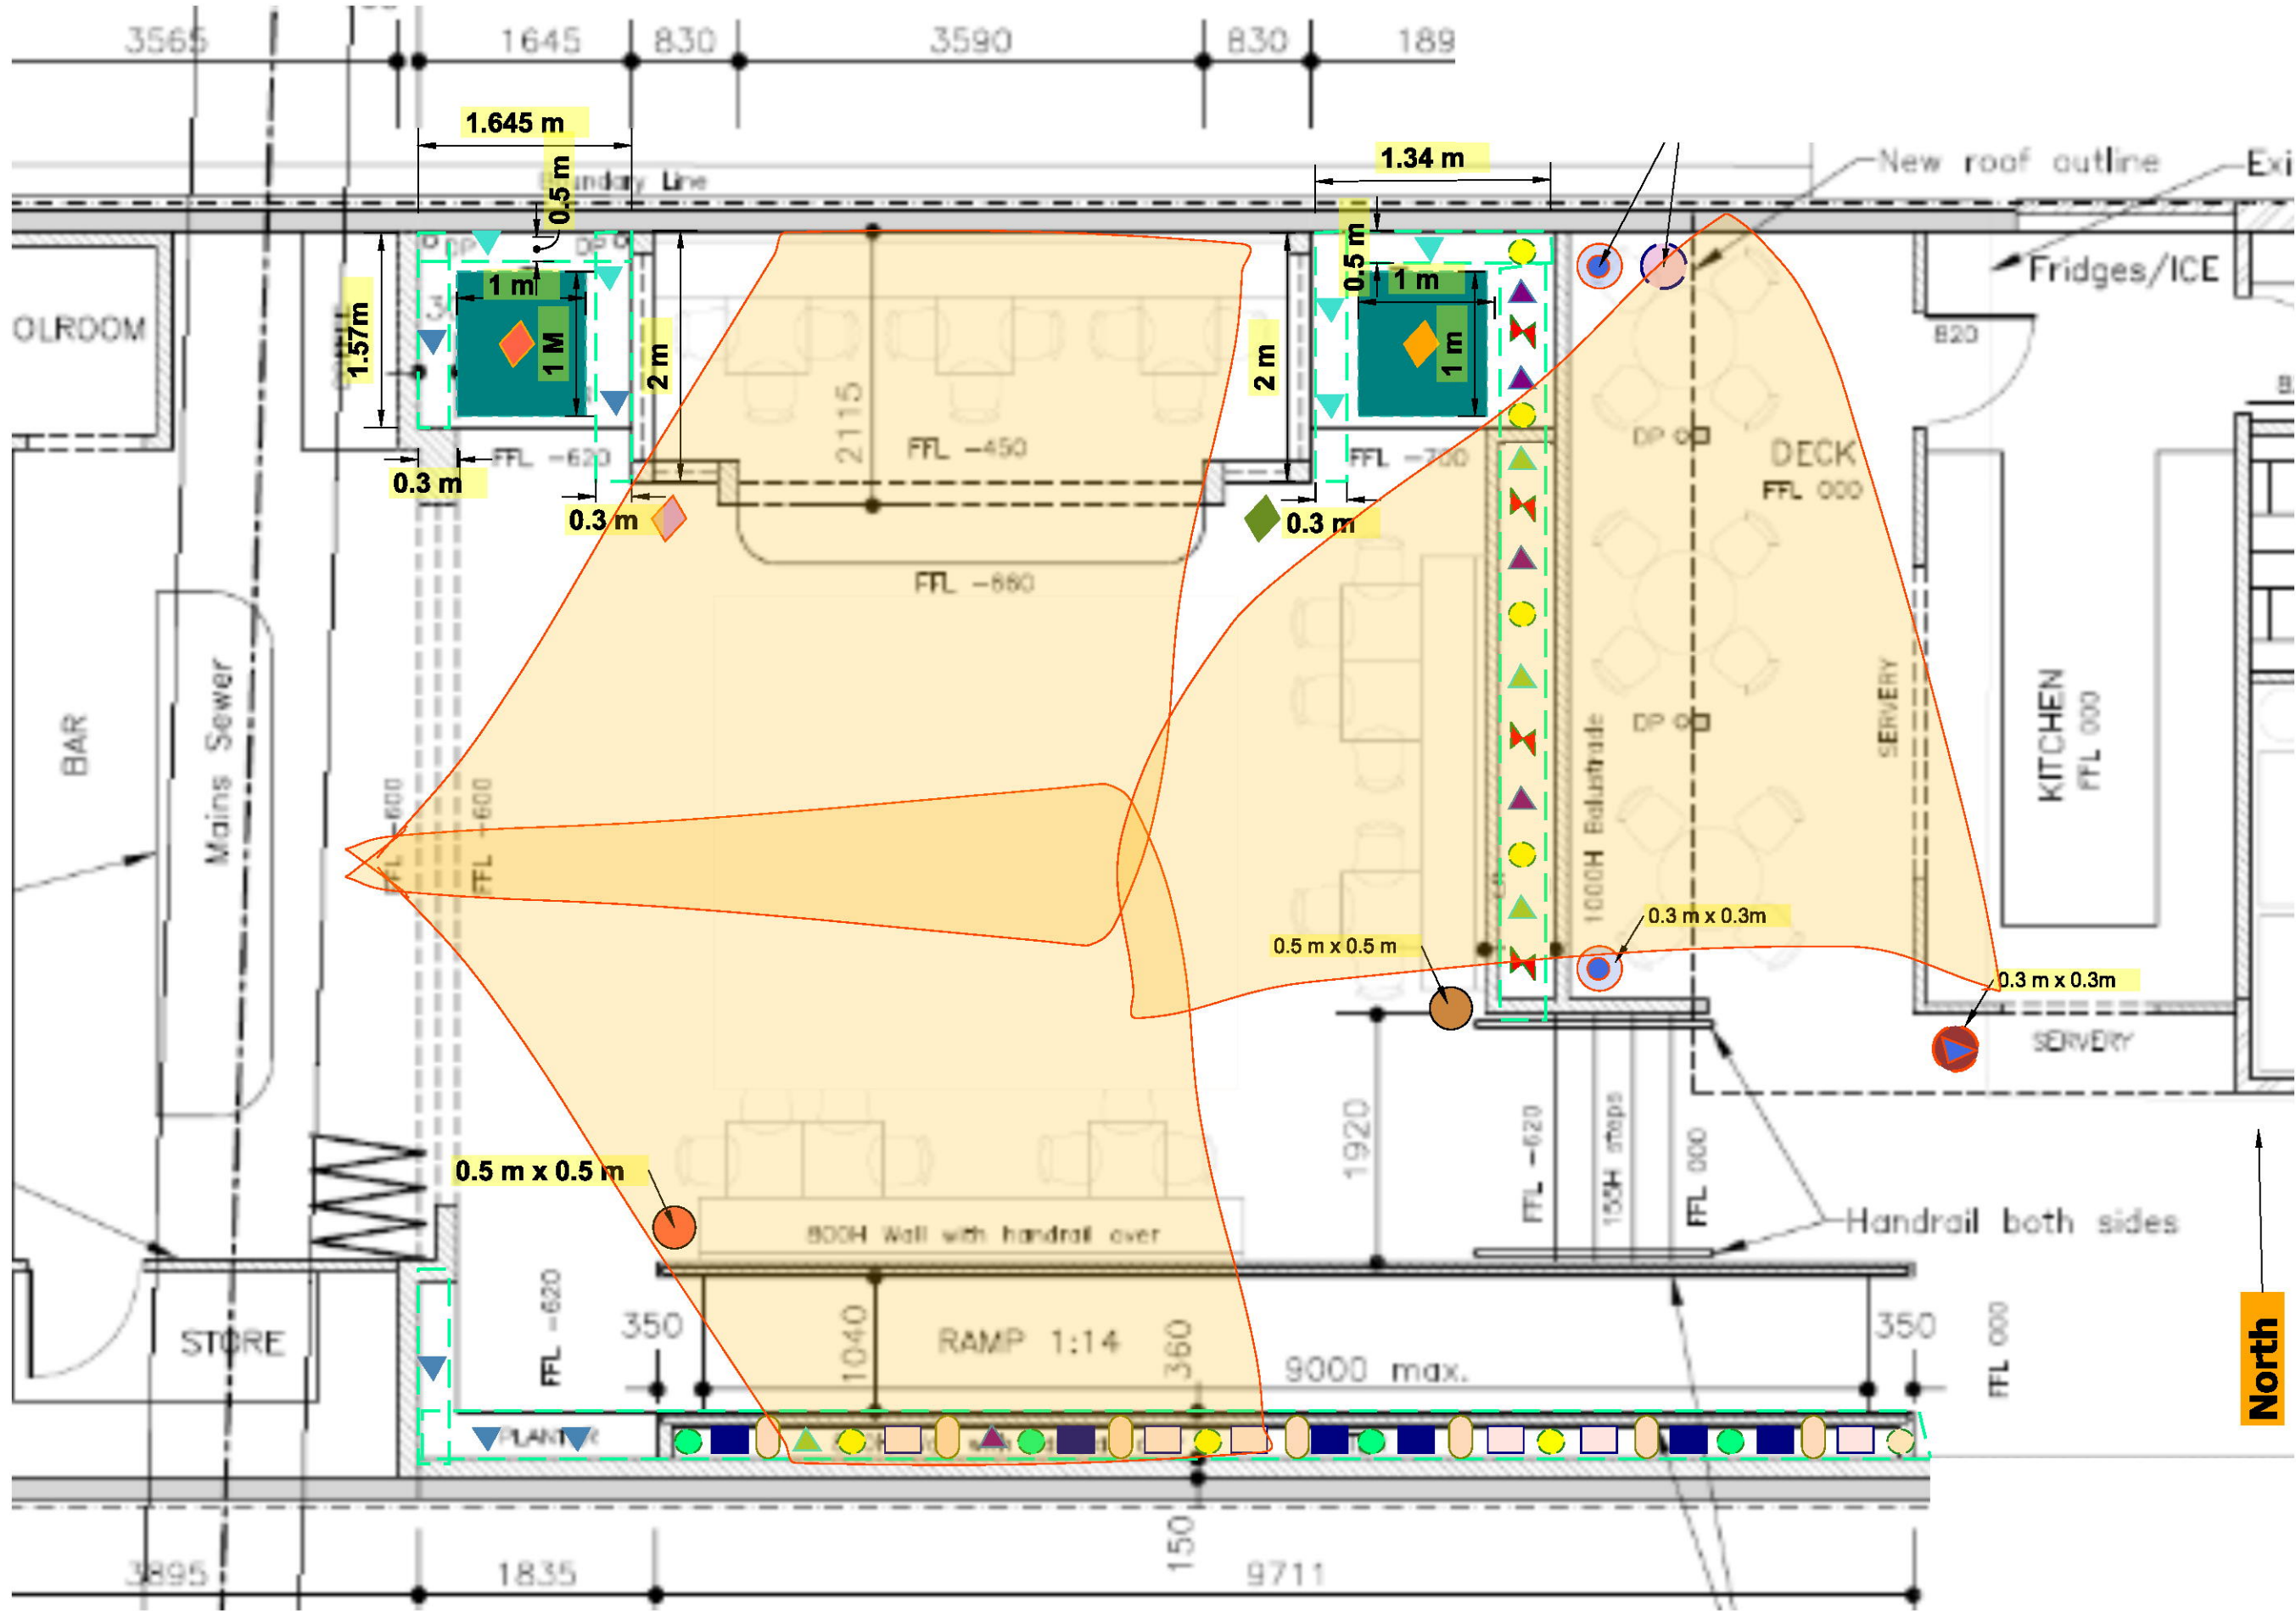 3565
1645
830
3590
830
189
1.645 m
0.5 m
Boundary Line
1.34 m
New roof outline
Exi
DP
DP
0.5 m
1 m
1 m
Fridges/ICE
OLROOM
1.57m
1 M
2 m
2 m
1 m
820
2115
FFL -620
FFL -450
FFL -700
DP
DECK
FFL 000
0.3 m
0.3 m
0.3 m
FFL -660
Mains Sewer
BAR
SERVERY
KITCHEN
FFL 000
DP
1000H Balustrade
FFL -600
FFL -600
0.3 m x 0.3m
0.5 m x 0.5 m
0.3 m x 0.3m
SERVERY
1920
FFL -620
155H steps
FFL 000
0.5 m x 0.5 m
800H Wall with handrail over
Handrail both sides
STORE
FFL -620
350
1040
RAMP 1:14
360
9000 max.
350
FFL 000
North
PLANTER
150
3895
1835
9711